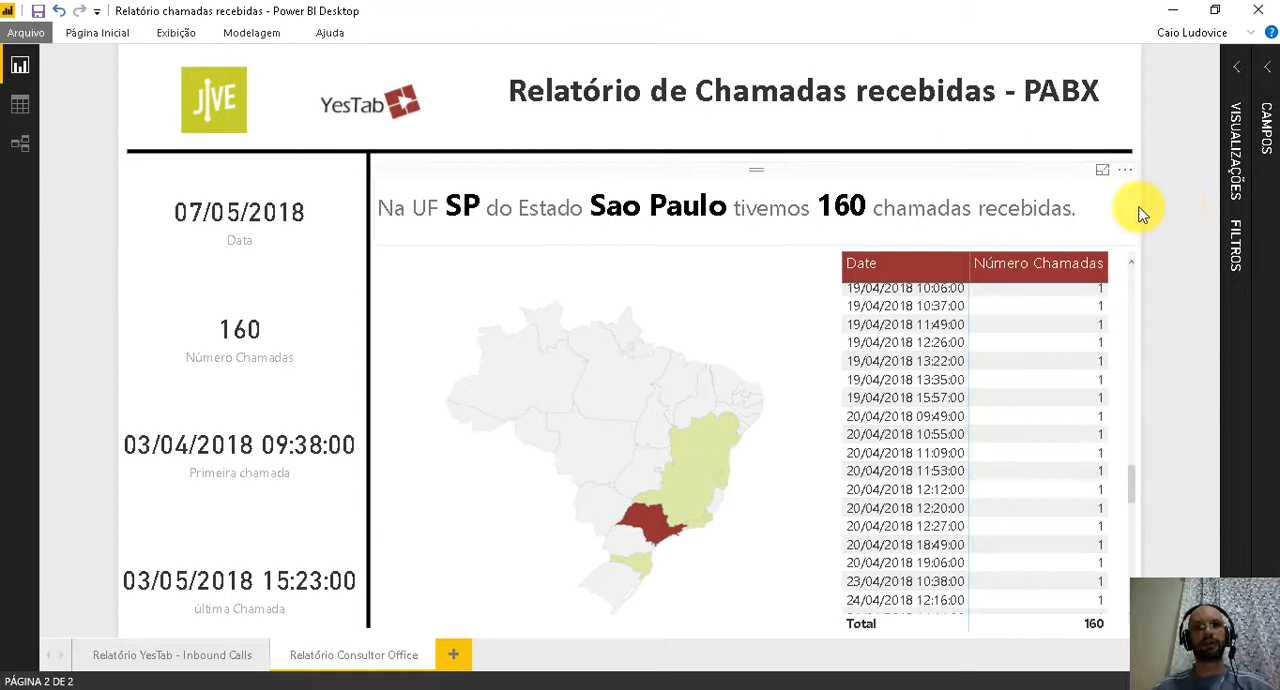 Relatório chamadas recebidas - Power BI Desktop
Arquivo Página Inicial Exibição Modelagem Ajuda Caio Ludovice ?
JIVE YesTab Relatório de Chamadas recebidas - PABX
VISUALIZAÇÕES
FILTROS
CAMPOS
07/05/2018
Data
160
Número Chamadas
03/04/2018 09:38:00
Primeira chamada
03/05/2018 15:23:00
última Chamada
Na UF SP do Estado Sao Paulo tivemos 160 chamadas recebidas.
Date Número Chamadas
19/04/2018 10:06:00 1
19/04/2018 10:37:00 1
19/04/2018 11:49:00 1
19/04/2018 12:26:00 1
19/04/2018 13:22:00 1
19/04/2018 13:35:00 1
19/04/2018 15:57:00 1
20/04/2018 09:49:00 1
20/04/2018 10:55:00 1
20/04/2018 11:09:00 1
20/04/2018 11:53:00 1
20/04/2018 12:12:00 1
20/04/2018 12:20:00 1
20/04/2018 12:27:00 1
20/04/2018 18:49:00 1
20/04/2018 19:06:00 1
23/04/2018 10:38:00 1
24/04/2018 12:16:00 1
Total 160
Relatório YesTab - Inbound Calls Relatório Consultor Office +
PÁGINA 2 DE 2